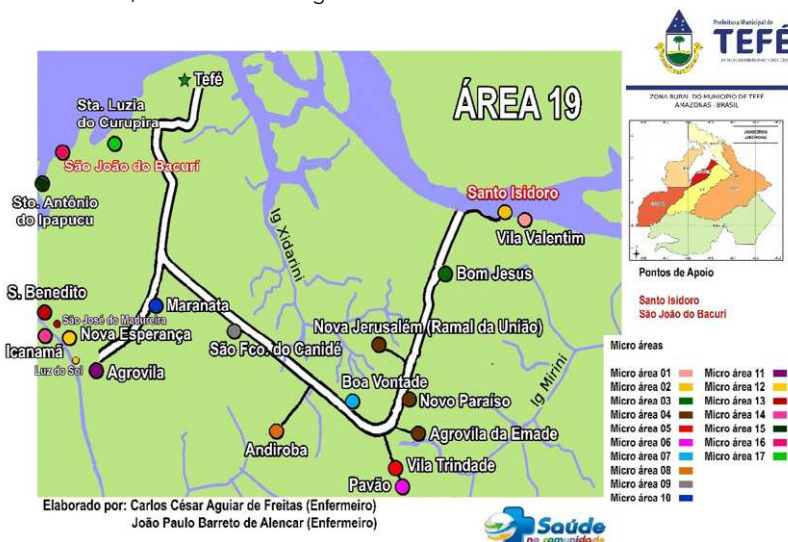 Prefeitura Municipal de
TEFÉ
ÁREA 19
ZONA RURAL DO MUNICIPIO DE TEFÉ
AMAZONAS - BRASIL
Tefé
Sta. Luzia
do Curupira
São João do Bacurí
Sto. Antônio
do Ipapucu
Ig Xidarini
Santo Isidoro
Vila Valentim
Bom Jesus
S. Benedito
Maranata
São José do Madureira
Nova Esperança
Icanamã
Luz do Sol
Agrovila
São Fco. do Canidé
Nova Jerusalém (Ramal da União)
Boa Vontade
Novo Paraíso
Ig Mirini
Andiroba
Agrovila da Emade
Vila Trindade
Pavão
Pontos de Apoio
Santo Isidoro
São João do Bacuri
Micro áreas
Micro área 01
Micro área 02
Micro área 03
Micro área 04
Micro área 05
Micro área 06
Micro área 07
Micro área 08
Micro área 09
Micro área 10
Micro área 11
Micro área 12
Micro área 13
Micro área 14
Micro área 15
Micro área 16
Micro área 17
Elaborado por: Carlos César Aguiar de Freitas (Enfermeiro)
João Paulo Barreto de Alencar (Enfermeiro)
Saúde
na comunidade